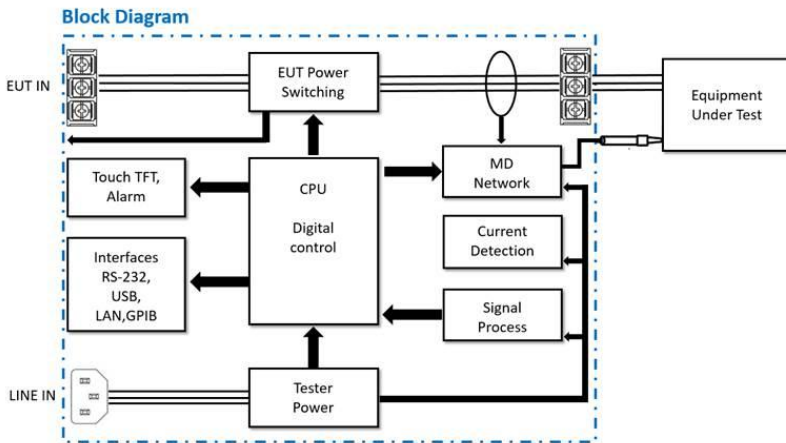 Block Diagram
EUT IN
EUT Power
Switching
Equipment
Under Test
Touch TFT,
Alarm
CPU
Digital
control
MD
Network
Interfaces
RS-232,
USB,
LAN,GPIB
Current
Detection
Signal
Process
LINE IN
Tester
Power